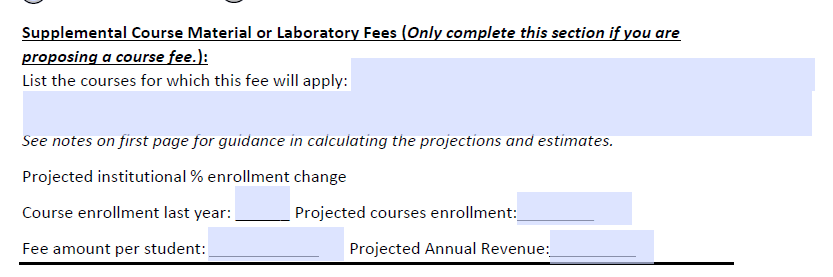 Supplemental Course Material or Laboratory Fees (Only complete this section if you are
proposing a course fee.):
List the courses for which this fee will apply:
See notes on first page for guidance in calculating the projections and estimates.
Projected institutional % enrollment change
Course enrollment last year: ______ Projected courses enrollment:_________
Fee amount per student: _____________ Projected Annual Revenue:__________